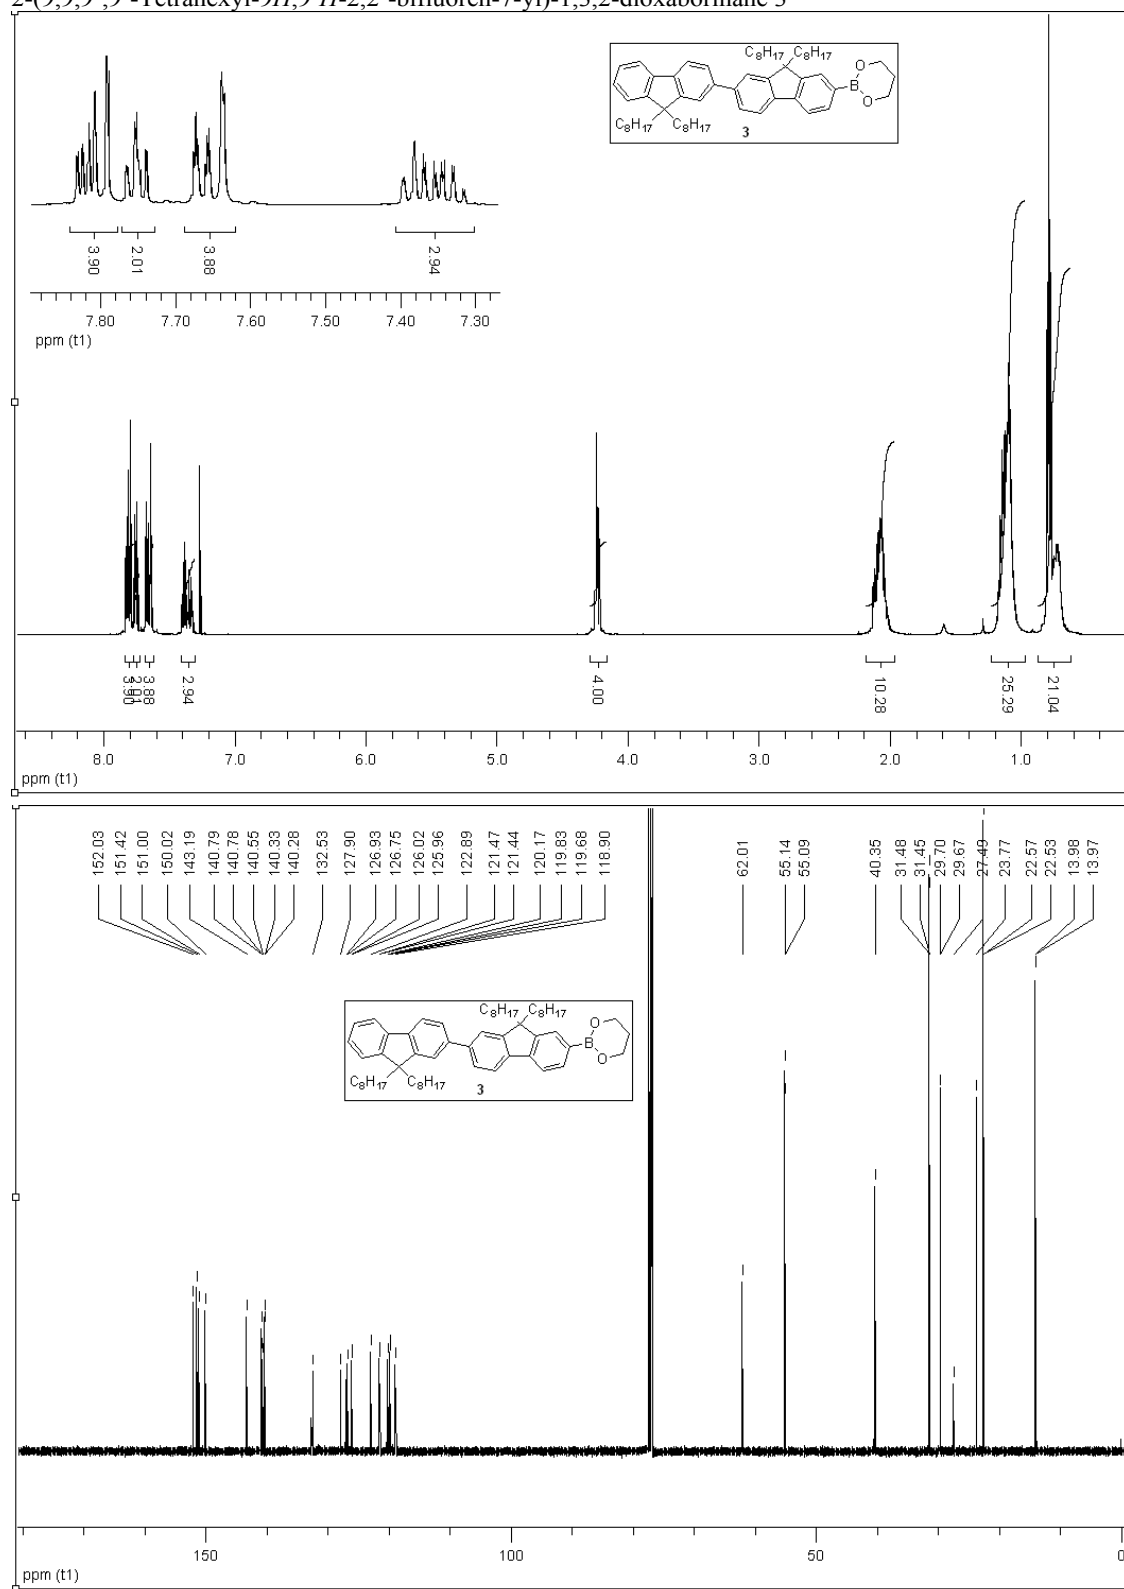 2-(9,9,9',9'-Tetrahexyl-9H,9'H-2,2'-bifluoren-7-yl)-1,3,2-dioxaborinane 3
C8H17 C8H17
O
B
O
C8H17 C8H17
3
3.90 2.01 3.88 2.94
7.80 7.70 7.60 7.50 7.40 7.30
ppm (t1)
3.90 2.01 3.88 2.94 4.00 10.28 25.29 21.04
8.0 7.0 6.0 5.0 4.0 3.0 2.0 1.0
ppm (t1)
152.03 151.42 151.00 150.02 143.19 140.79 140.78 140.55 140.33 140.28 132.53 127.90 126.93 126.75 126.02 125.96 122.89 121.47 121.44 120.17 119.83 119.68 118.90 62.01 55.14 55.09 40.35 31.48 31.45 29.70 29.67 27.49 23.77 22.57 22.53 13.98 13.97
C8H17 C8H17
O
B
O
C8H17 C8H17
3
150 100 50 0
ppm (t1)